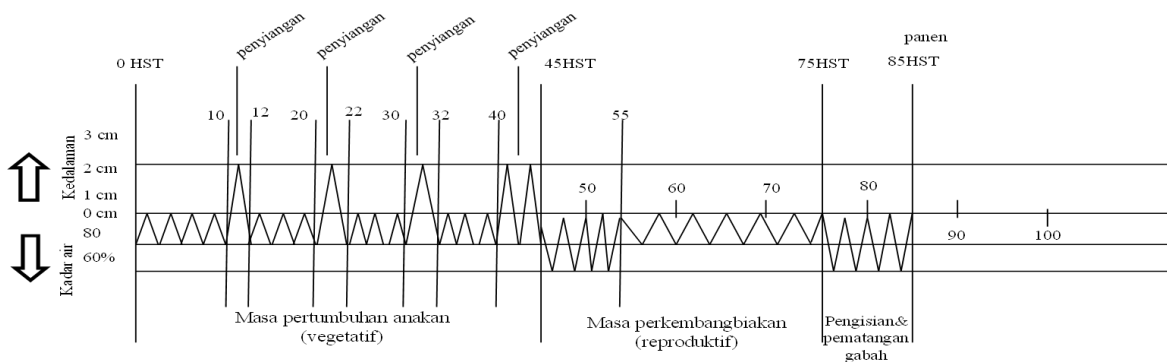 penyiangan
penyiangan
penyiangan
penyiangan
panen
0 HST
45HST
75HST
85HST
10
12
20
22
30
32
40
55
3 cm
2 cm
1 cm
0 cm
80
60%
Kedalaman
Kadar air
50
60
70
80
90
100
Masa pertumbuhan anakan
(vegetatif)
Masa perkembangbiakan
(reproduktif)
Pengisian&
pematangan
gabah